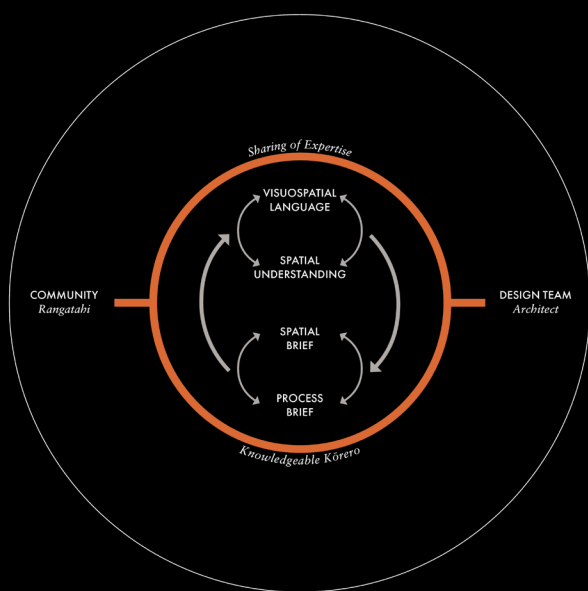 Sharing of Expertise
VISUOSPATIAL
LANGUAGE
SPATIAL
UNDERSTANDING
COMMUNITY
Rangatahi
DESIGN TEAM
Architect
SPATIAL
BRIEF
PROCESS
BRIEF
Knowledgeable Kōrero